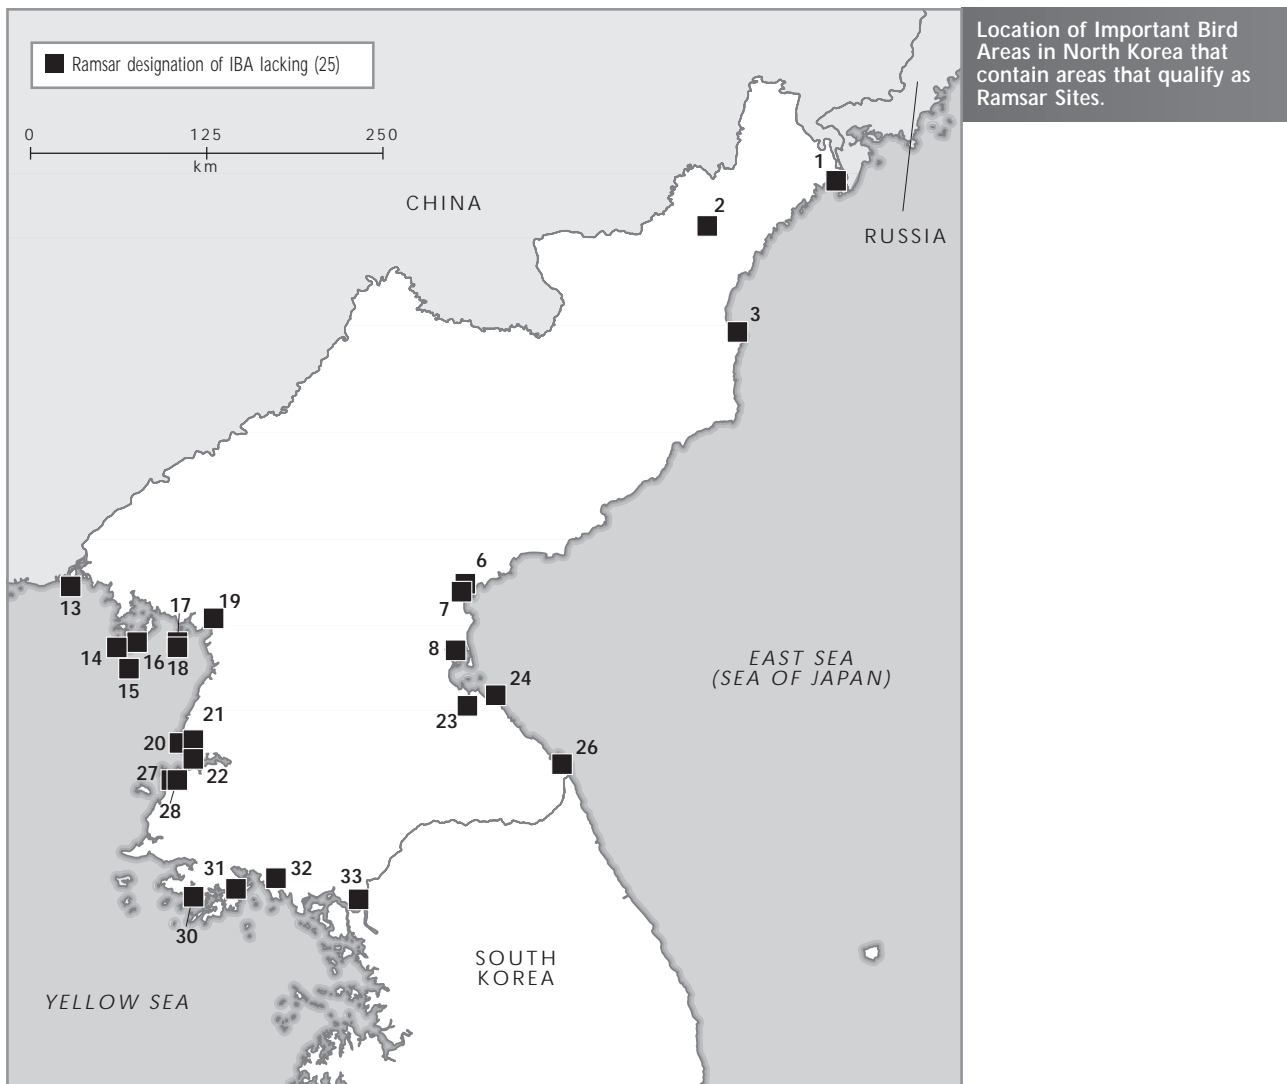 Location of Important Bird
Areas in North Korea that
contain areas that qualify as
Ramsar Sites.
Ramsar designation of IBA lacking (25)
0 125 250
km
CHINA
RUSSIA
1
2
3
6
7
8
13
14
15
16
17
18
19
20
21
22
23
24
26
27
28
30
31
32
33
EAST SEA
(SEA OF JAPAN)
SOUTH
KOREA
YELLOW SEA